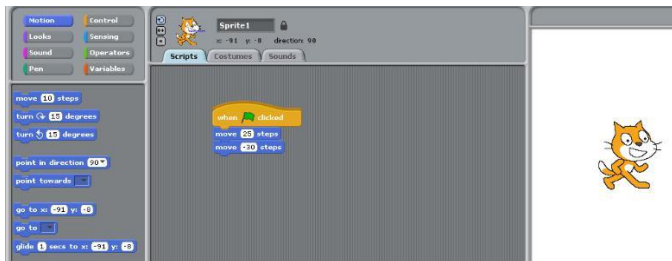 Motion Control
Looks Sensing
Sound Operators
Pen Variables
move 10 steps
turn 15 degrees
turn 15 degrees
point in direction 90
point towards
go to x: -91 y: -8
go to
glide 1 secs to x: -91 y: -8
Sprite1
x: -91 y: -8 direction: 90
Scripts Costumes Sounds
when clicked
move 25 steps
move -30 steps